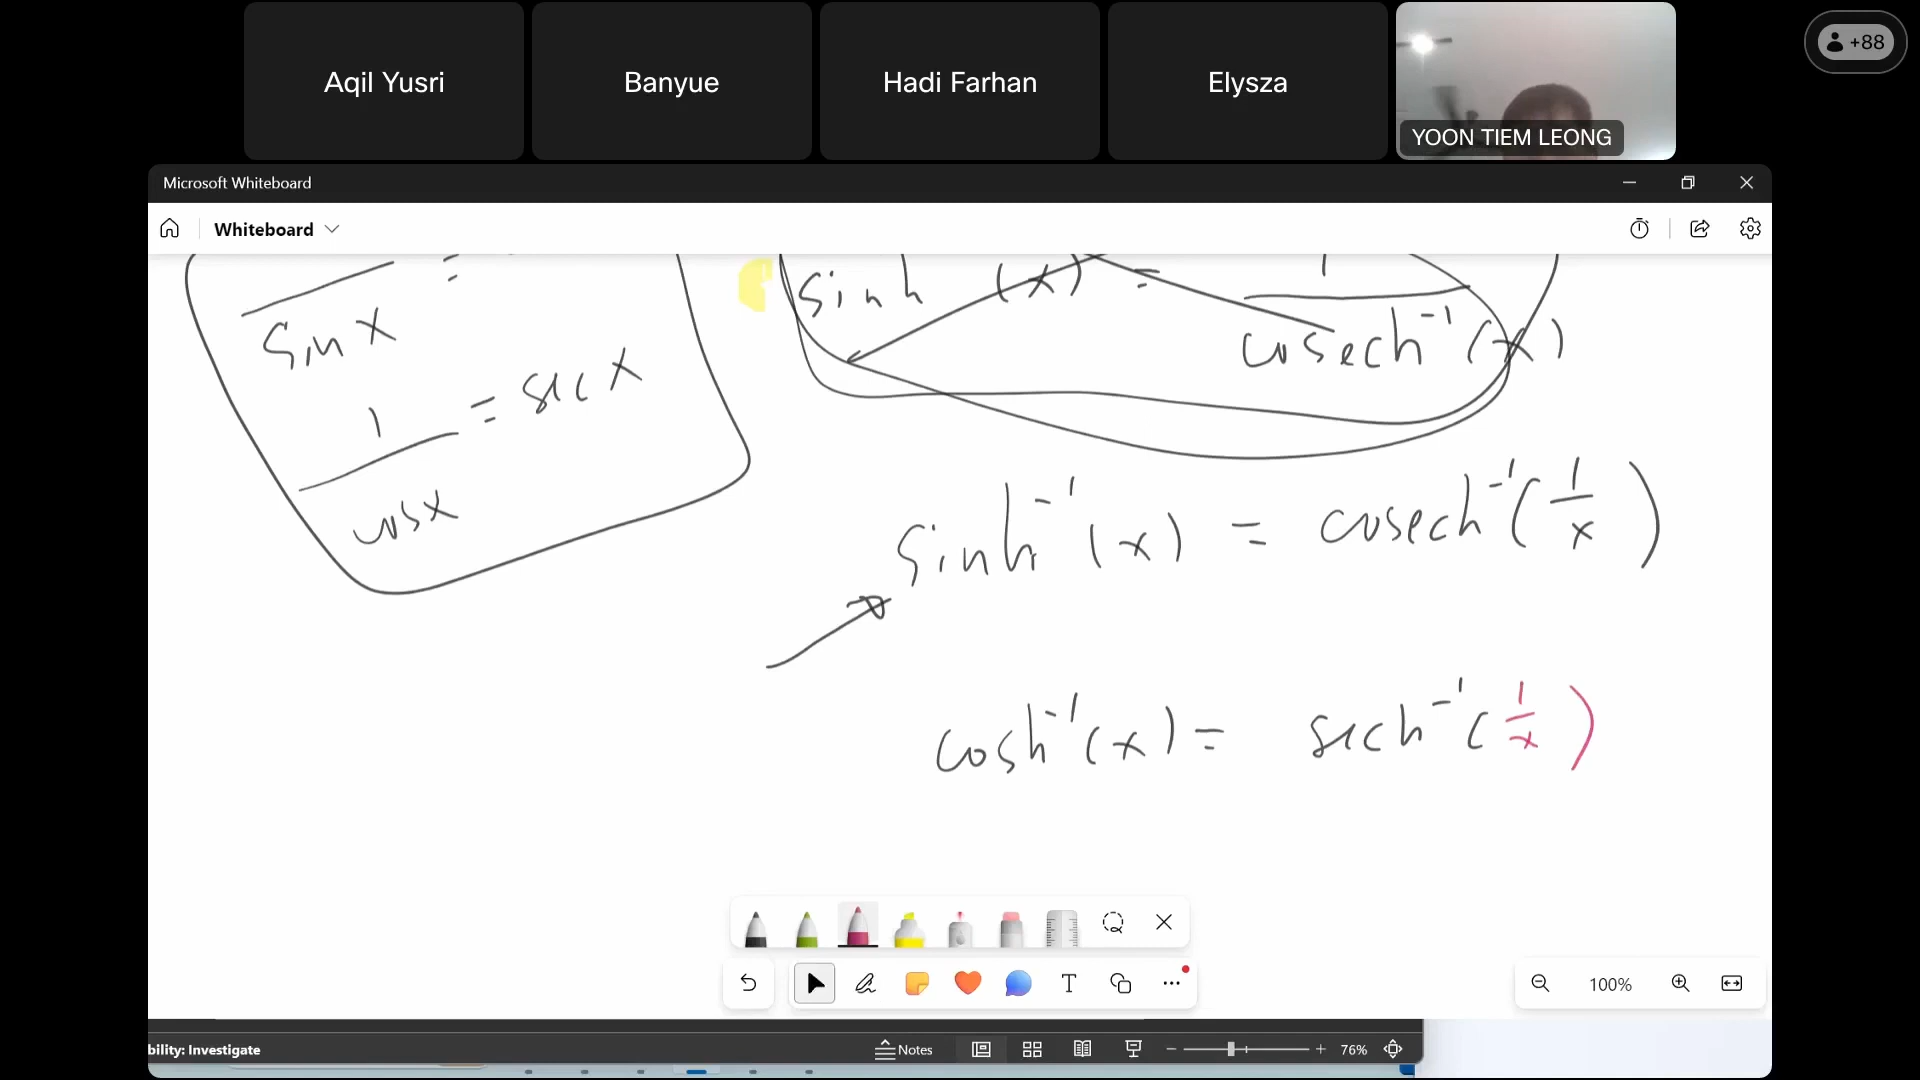 Aqil Yusri
Banyue
Hadi Farhan
Elysza
YOON TIEM LEONG
+88
Microsoft Whiteboard
Whiteboard
=
sin x
1/cos x = sec x
sinh (x) = 1/cosech⁻¹(x)
sinh⁻¹(x) = cosech⁻¹(1/x)
cosh⁻¹(x) = sech⁻¹(1/x)
T
100%
bility: Investigate
Notes
76%